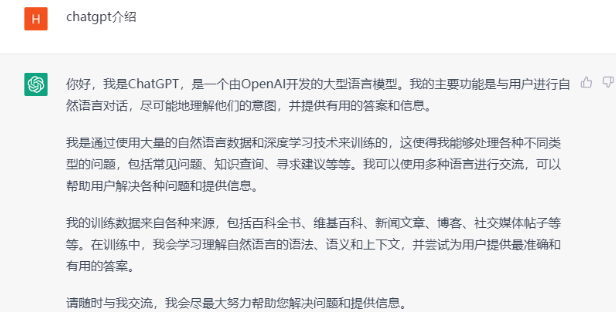 H
chatgpt介绍
你好，我是ChatGPT，是一个由OpenAI开发的大型语言模型。我的主要功能是与用户进行自
然语言对话，尽可能地理解他们的意图，并提供有用的答案和信息。
我是通过使用大量的自然语言数据和深度学习技术来训练的，这使得我能够处理各种不同类
型的问题，包括常见问题、知识查询、寻求建议等等。我可以使用多种语言进行交流，可以
帮助用户解决各种问题和提供信息。
我的训练数据来自各种来源，包括百科全书、维基百科、新闻文章、博客、社交媒体帖子等
等。在训练中，我会学习理解自然语言的语法、语义和上下文，并尝试为用户提供最准确和
有用的答案。
请随时与我交流，我会尽最大努力帮助您解决问题和提供信息。